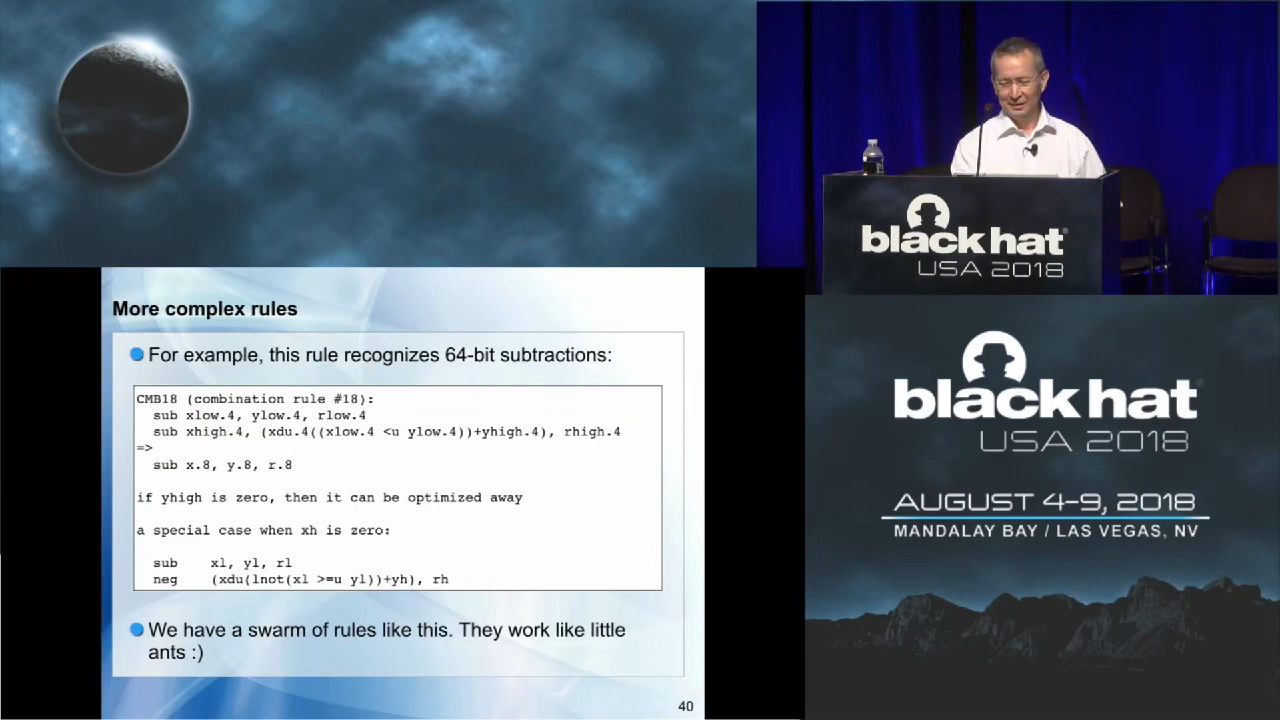 black hat
USA 2018
More complex rules
For example, this rule recognizes 64-bit subtractions:
CMB18 (combination rule #18):
sub xlow.4, ylow.4, rlow.4
sub xhigh.4, (xdu.4((xlow.4 <u ylow.4))+yhigh.4), rhigh.4
=>
sub x.8, y.8, r.8
if yhigh is zero, then it can be optimized away
a special case when xh is zero:
sub xl, yl, rl
neg (xdu(lnot(xl >=u yl))+yh), rh
We have a swarm of rules like this. They work like little
ants :)
40
black hat
USA 2018
AUGUST 4-9, 2018
MANDALAY BAY / LAS VEGAS, NV